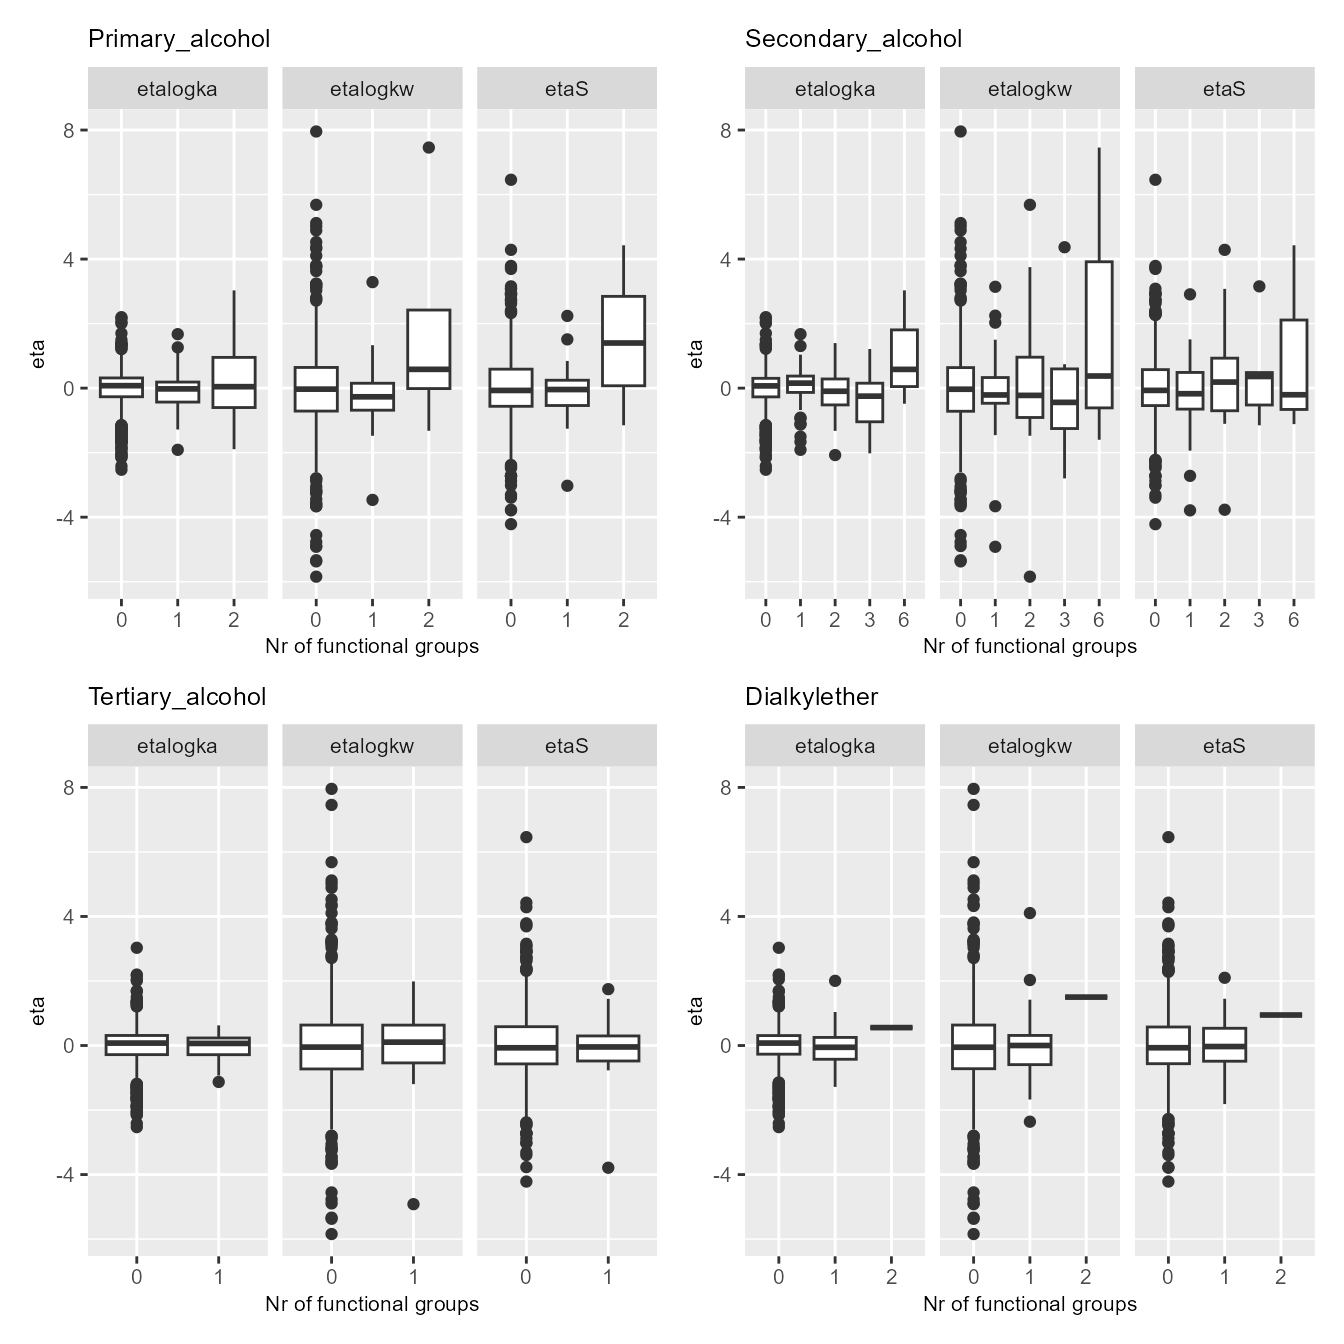 Primary_alcohol
etalogka etalogkw etaS
8
4
0
-4
eta
0 1 2 0 1 2 0 1 2
Nr of functional groups
Secondary_alcohol
etalogka etalogkw etaS
8
4
0
-4
eta
0 1 2 3 6 0 1 2 3 6 0 1 2 3 6
Nr of functional groups
Tertiary_alcohol
etalogka etalogkw etaS
8
4
0
-4
eta
0 1 0 1 0 1
Nr of functional groups
Dialkylether
etalogka etalogkw etaS
8
4
0
-4
eta
0 1 2 0 1 2 0 1 2
Nr of functional groups